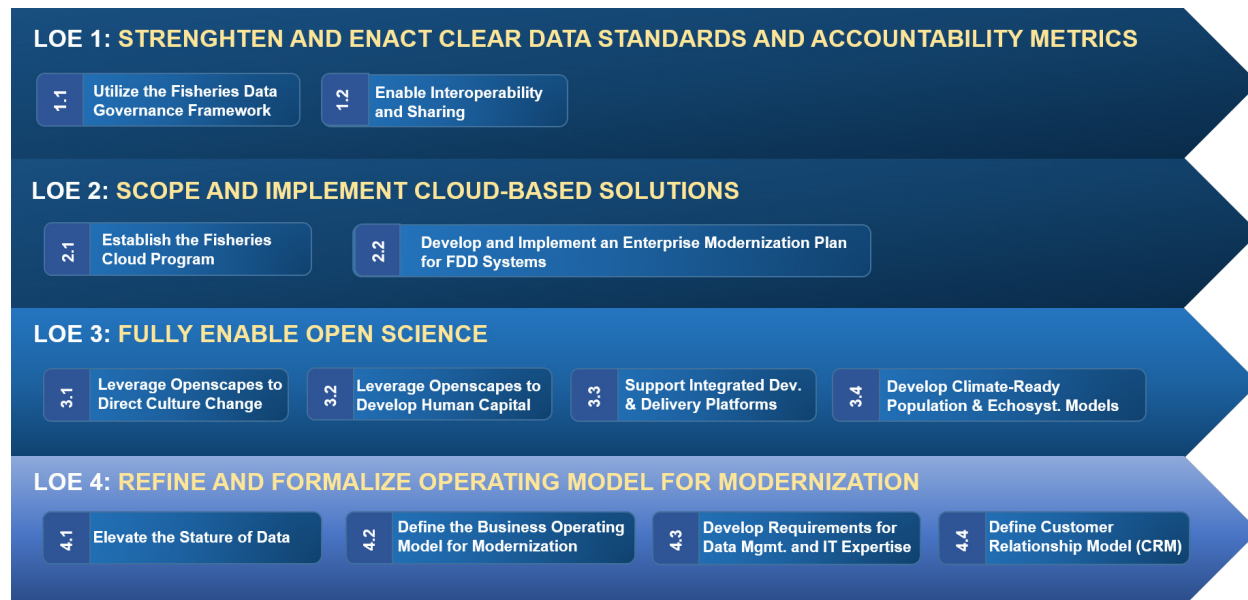 LOE 1: STRENGHTEN AND ENACT CLEAR DATA STANDARDS AND ACCOUNTABILITY METRICS
1.1
Utilize the Fisheries Data
Governance Framework
1.2
Enable Interoperability
and Sharing
LOE 2: SCOPE AND IMPLEMENT CLOUD-BASED SOLUTIONS
2.1
Establish the Fisheries
Cloud Program
2.2
Develop and Implement an Enterprise Modernization Plan
for FDD Systems
LOE 3: FULLY ENABLE OPEN SCIENCE
3.1
Leverage Openscapes to
Direct Culture Change
3.2
Leverage Openscapes to
Develop Human Capital
3.3
Support Integrated Dev.
& Delivery Platforms
3.4
Develop Climate-Ready
Population & Echosyst. Models
LOE 4: REFINE AND FORMALIZE OPERATING MODEL FOR MODERNIZATION
4.1
Elevate the Stature of Data
4.2
Define the Business Operating
Model for Modernization
4.3
Develop Requirements for
Data Mgmt. and IT Expertise
4.4
Define Customer
Relationship Model (CRM)